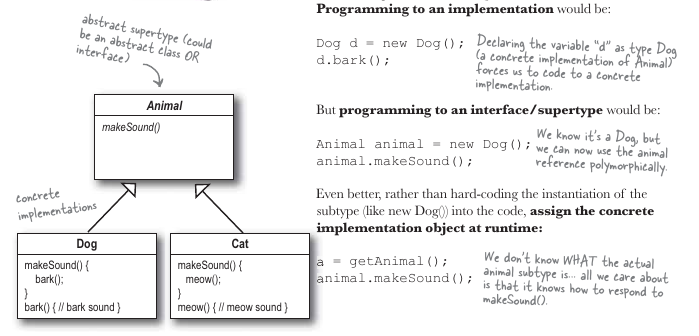 abstract supertype (could
be an abstract class OR
interface)
Animal
makeSound()
concrete
implementations
Dog
makeSound() {
bark();
}
bark() { // bark sound }
Cat
makeSound() {
meow();
}
meow() { // meow sound }
Programming to an implementation would be:
Dog d = new Dog();
d.bark();
Declaring the variable "d" as type Dog
(a concrete implementation of Animal)
forces us to code to a concrete
implementation.
But programming to an interface/supertype would be:
Animal animal = new Dog();
animal.makeSound();
We know it's a Dog, but
we can now use the animal
reference polymorphically.
Even better, rather than hard-coding the instantiation of the
subtype (like new Dog()) into the code, assign the concrete
implementation object at runtime:
a = getAnimal();
animal.makeSound();
We don't know WHAT the actual
animal subtype is... all we care about
is that it knows how to respond to
makeSound().